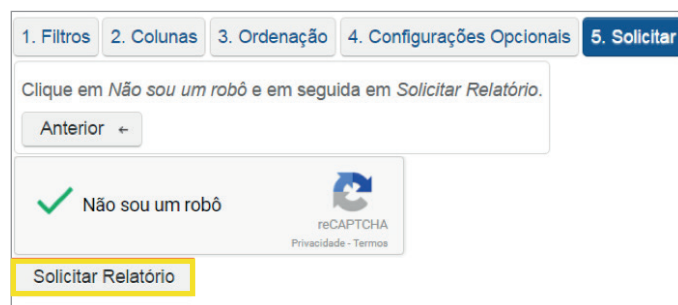 1. Filtros 2. Colunas 3. Ordenação 4. Configurações Opcionais 5. Solicitar
Clique em Não sou um robô e em seguida em Solicitar Relatório.
Anterior ←
Não sou um robô
reCAPTCHA
Privacidade - Termos
Solicitar Relatório